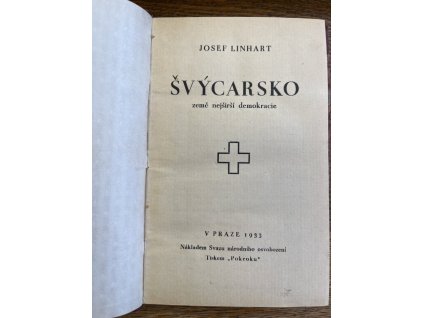 JOSEF LINHART
ŠVÝCARSKO
země nejširší demokracie
V PRAZE 1933
Nákladem Svazu národního osvobození
Tiskem „Pokroku“